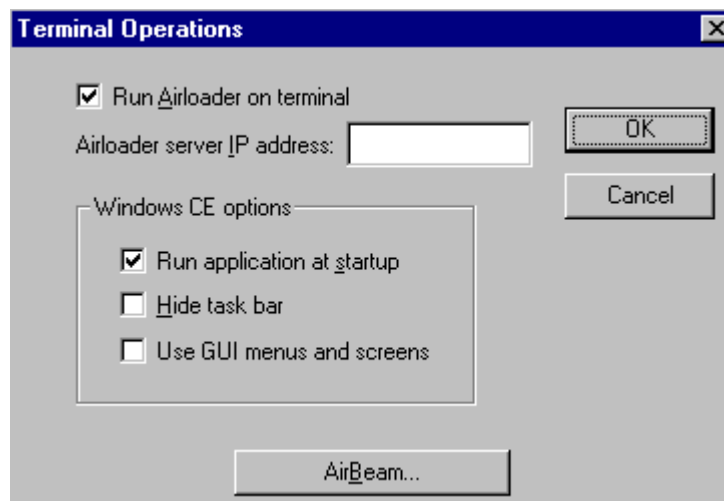 Terminal Operations
Run Airloader on terminal
Airloader server IP address:
OK
Cancel
Windows CE options
Run application at startup
Hide task bar
Use GUI menus and screens
AirBeam...